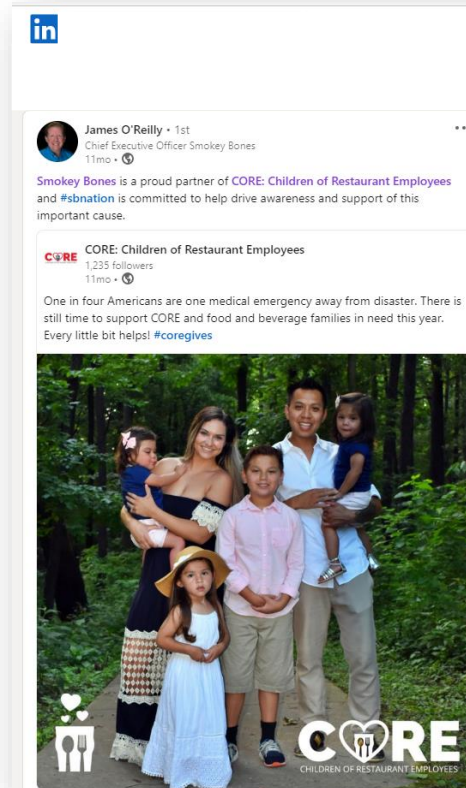 in
James O'Reilly • 1st
Chief Executive Officer Smokey Bones
11mo •
Smokey Bones is a proud partner of CORE: Children of Restaurant Employees
and #sbnation is committed to help drive awareness and support of this
important cause.
CORE
CORE: Children of Restaurant Employees
1,235 followers
11mo •
One in four Americans are one medical emergency away from disaster. There is
still time to support CORE and food and beverage families in need this year.
Every little bit helps! #coregives
CORE
CHILDREN OF RESTAURANT EMPLOYEES